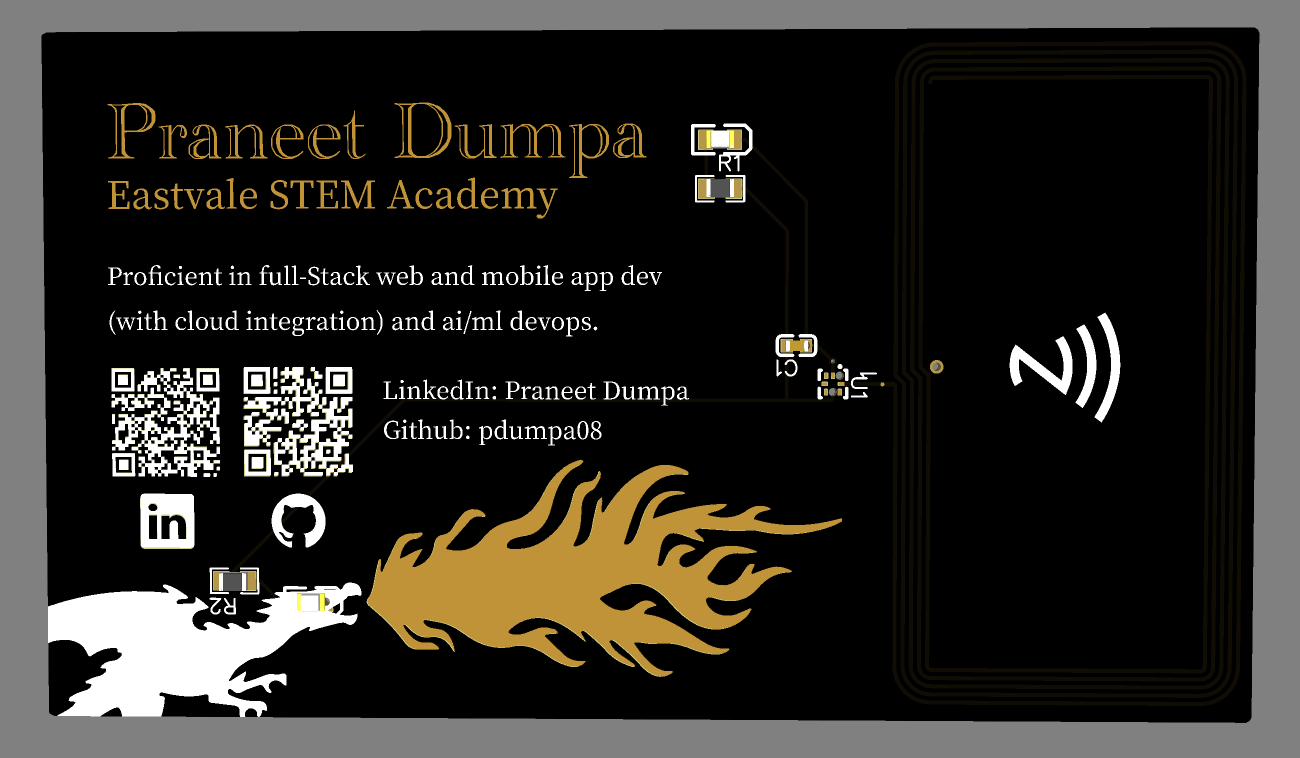 Praneet Dumpa
Eastvale STEM Academy
R1
Proficient in full-Stack web and mobile app dev
(with cloud integration) and ai/ml devops.
C1
U1
LinkedIn: Praneet Dumpa
Github: pdumpa08
in
R2